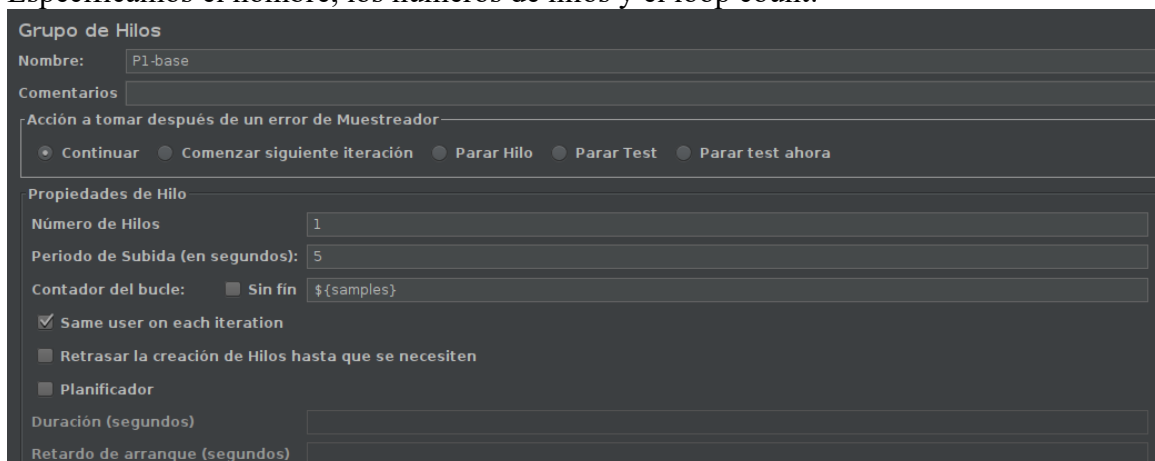 Especificamos el nombre, los números de hilos y el loop count:
Grupo de Hilos
Nombre: P1-base
Comentarios
Acción a tomar después de un error de Muestreador
Continuar Comenzar siguiente iteración Parar Hilo Parar Test Parar test ahora
Propiedades de Hilo
Número de Hilos 1
Periodo de Subida (en segundos): 5
Contador del bucle: Sin fín ${samples}
Same user on each iteration
Retrasar la creación de Hilos hasta que se necesiten
Planificador
Duración (segundos)
Retardo de arranque (segundos)